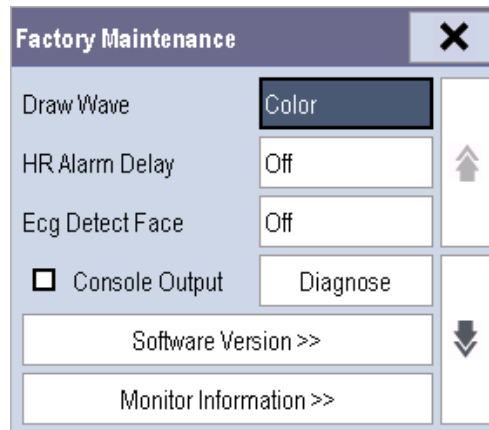 Factory Maintenance
Draw Wave Color
HR Alarm Delay Off
Ecg Detect Face Off
Console Output Diagnose
Software Version >>
Monitor Information >>